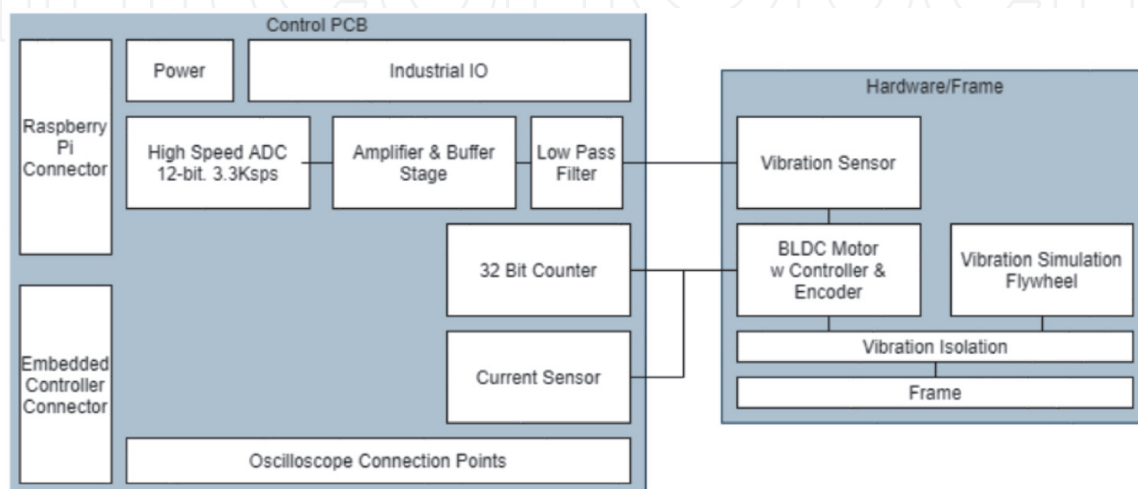 Control PCB
Power
Industrial IO
Raspberry
Pi
Connector
High Speed ADC
12-bit. 3.3Ksps
Amplifier & Buffer
Stage
Low Pass
Filter
32 Bit Counter
Embedded
Controller
Connector
Current Sensor
Oscilloscope Connection Points
Hardware/Frame
Vibration Sensor
BLDC Motor
w Controller &
Encoder
Vibration Simulation
Flywheel
Vibration Isolation
Frame